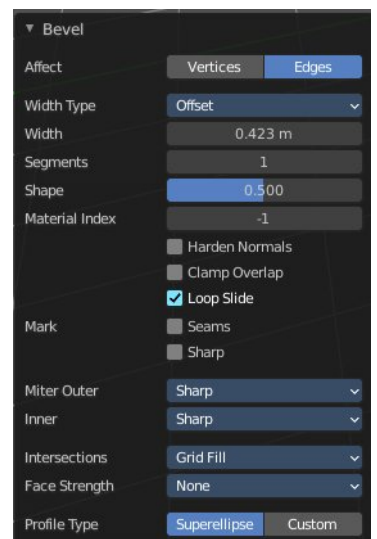 Bevel
Affect Vertices Edges
Width Type Offset
Width 0.423 m
Segments 1
Shape 0.500
Material Index -1
Harden Normals
Clamp Overlap
Loop Slide
Mark Seams
Sharp
Miter Outer Sharp
Inner Sharp
Intersections Grid Fill
Face Strength None
Profile Type Superellipse Custom